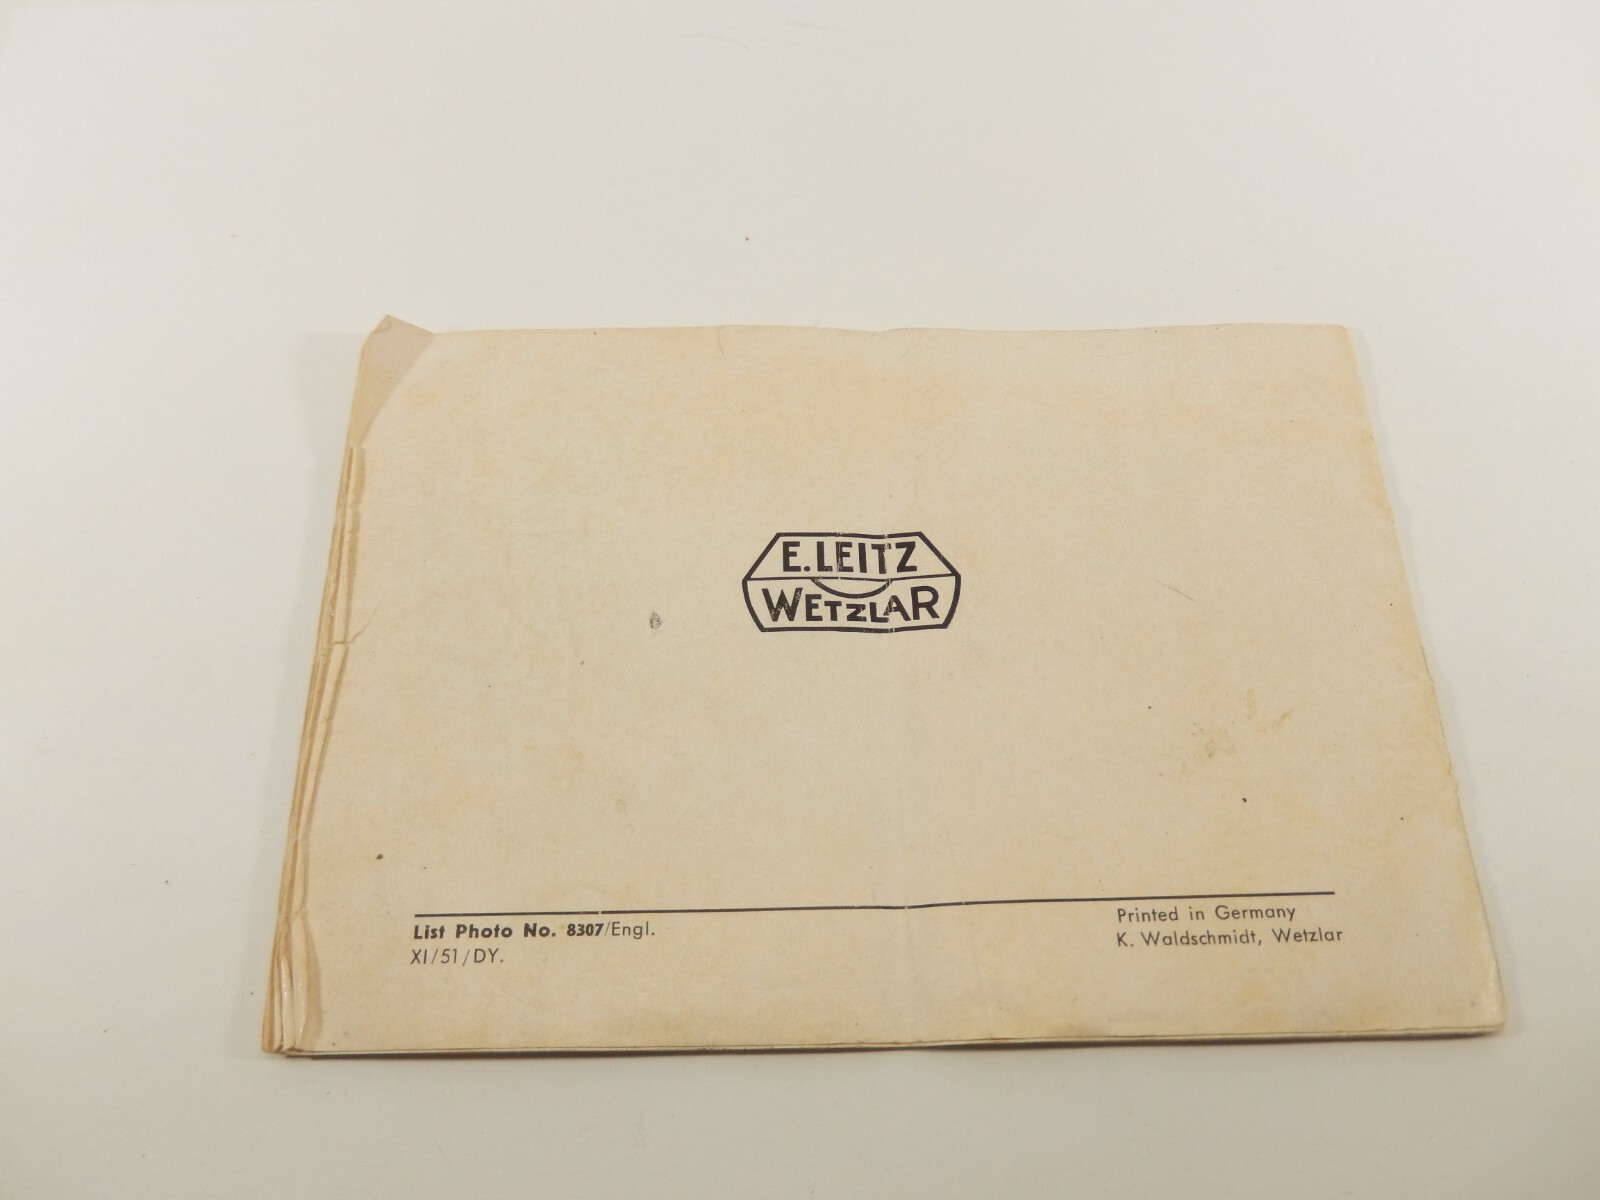 E. LEITZ
WETZLAR
List Photo No. 8307/Engl.
XI/51/DY.
Printed in Germany
K. Waldschmidt, Wetzlar